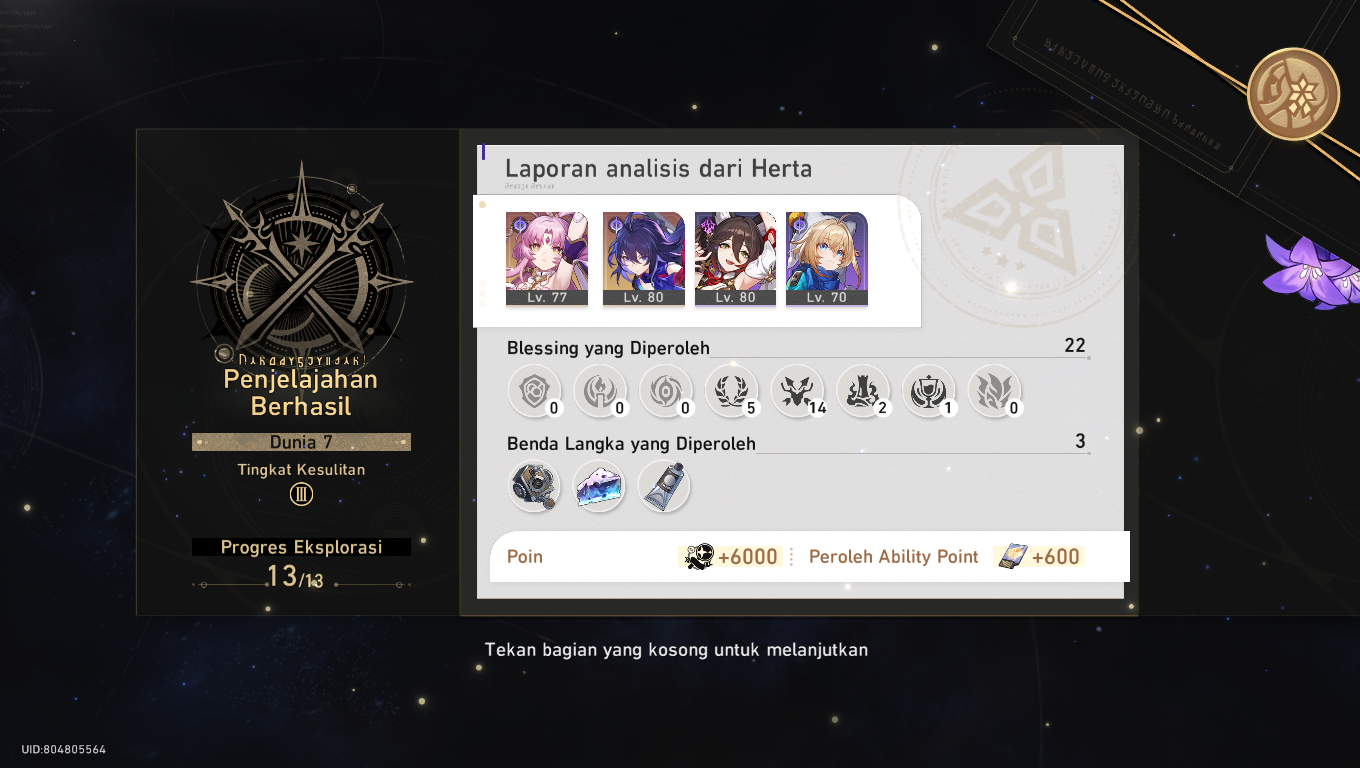 Laporan analisis dari Herta
Lv. 77
Lv. 80
Lv. 80
Lv. 70
Blessing yang Diperoleh
22
0
0
0
5
14
2
1
0
Benda Langka yang Diperoleh
3
Poin
+6000
Peroleh Ability Point
+600
Penjelajahan
Berhasil
Dunia 7
Tingkat Kesulitan
III
Progres Eksplorasi
13/13
Tekan bagian yang kosong untuk melanjutkan
UID:804805564